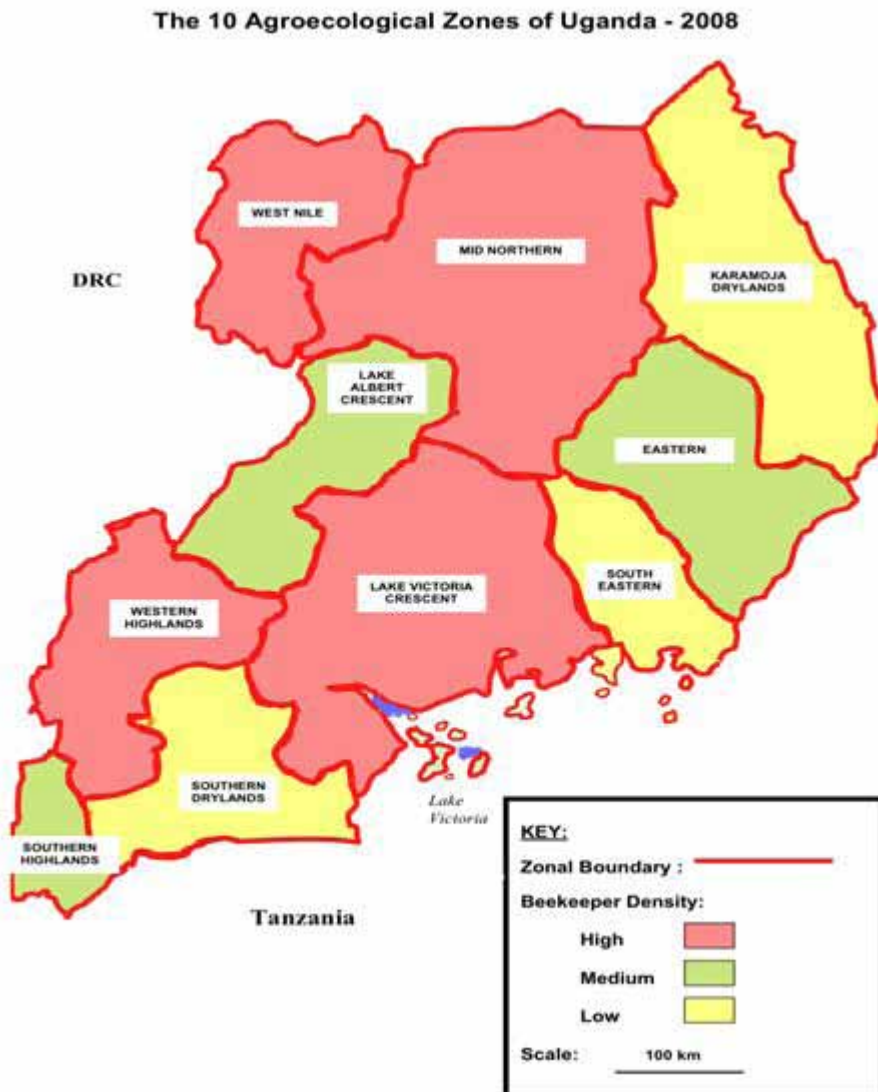 The 10 Agroecological Zones of Uganda - 2008
WEST NILE
MID NORTHERN
DRC
KARAMOJA
DRYLANDS
LAKE
ALBERT
CRESCENT
EASTERN
SOUTH
EASTERN
LAKE VICTORIA
CRESCENT
WESTERN
HIGHLANDS
SOUTHERN
DRYLANDS
Lake
Victoria
SOUTHERN
HIGHLANDS
Tanzania
KEY:
Zonal Boundary :
Beekeeper Density:
High
Medium
Low
Scale: 100 km